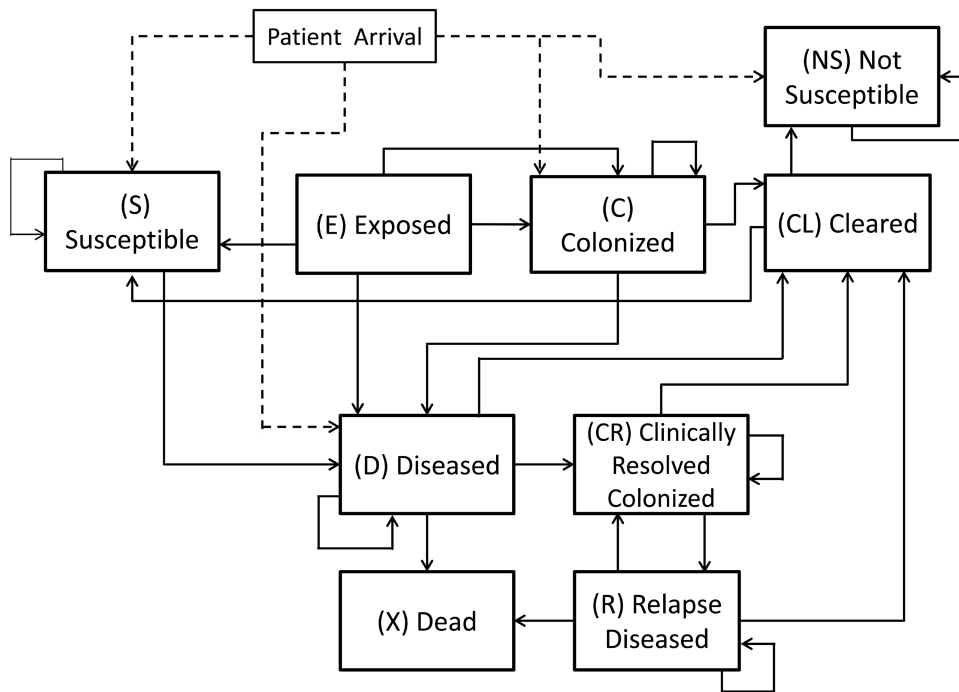 Patient Arrival
(NS) Not
Susceptible
(S)
Susceptible
(E) Exposed
(C)
Colonized
(CL) Cleared
(D) Diseased
(CR) Clinically
Resolved
Colonized
(X) Dead
(R) Relapse
Diseased